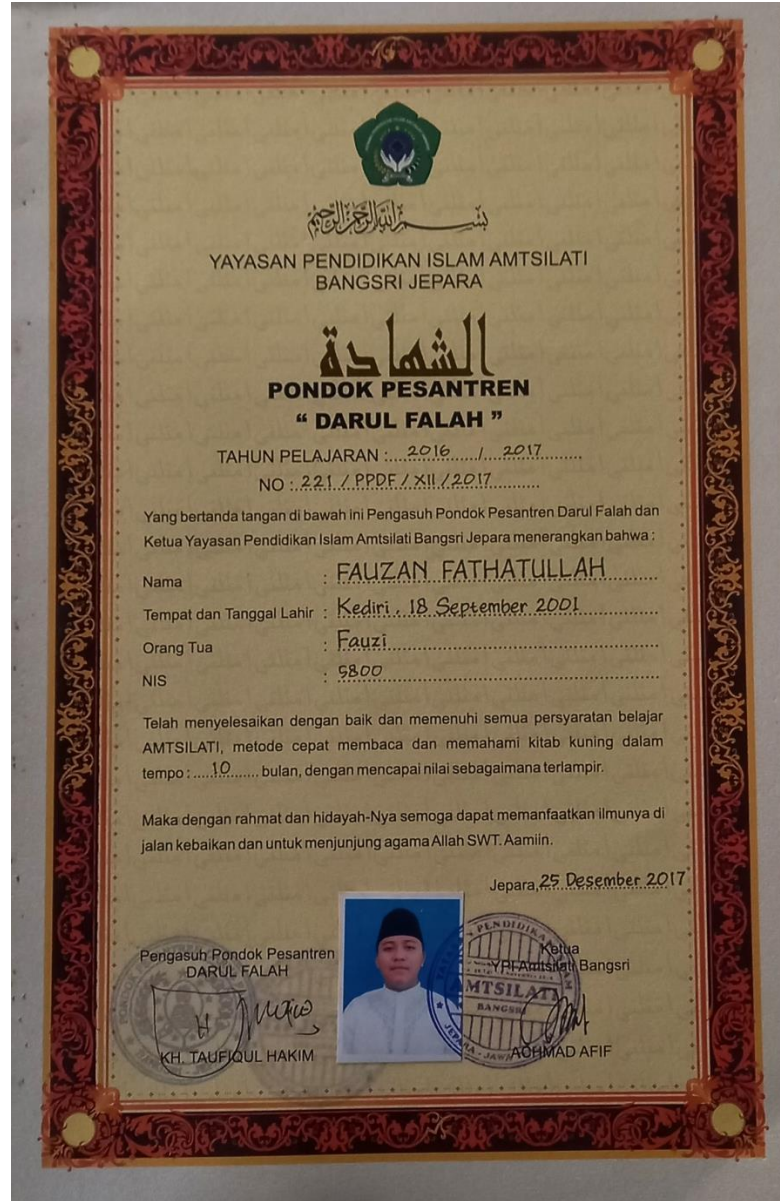 بسم الله الرحمن الرحيم
YAYASAN PENDIDIKAN ISLAM AMTSILATI
BANGSRI JEPARA
الشهادة
PONDOK PESANTREN
“ DARUL FALAH ”
TAHUN PELAJARAN : 2016 / 2017
NO : 221 / PPDF / XII / 2017
Yang bertanda tangan di bawah ini Pengasuh Pondok Pesantren Darul Falah dan
Ketua Yayasan Pendidikan Islam Amtsilati Bangsri Jepara menerangkan bahwa :
Nama : FAUZAN FATHATULLAH
Tempat dan Tanggal Lahir : Kediri, 18 September 2001
Orang Tua : Fauzi
NIS : 5800
Telah menyelesaikan dengan baik dan memenuhi semua persyaratan belajar
AMTSILATI, metode cepat membaca dan memahami kitab kuning dalam
tempo : 10 bulan, dengan mencapai nilai sebagaimana terlampir.
Maka dengan rahmat dan hidayah-Nya semoga dapat memanfaatkan ilmunya di
jalan kebaikan dan untuk menjunjung agama Allah SWT. Aamiin.
Jepara, 25 Desember 2017
Pengasuh Pondok Pesantren
DARUL FALAH
KH. TAUFIQUL HAKIM
Ketua
YPI Amtsilati Bangsri
AMTSILATI
BANGSRI
ACHMAD AFIF